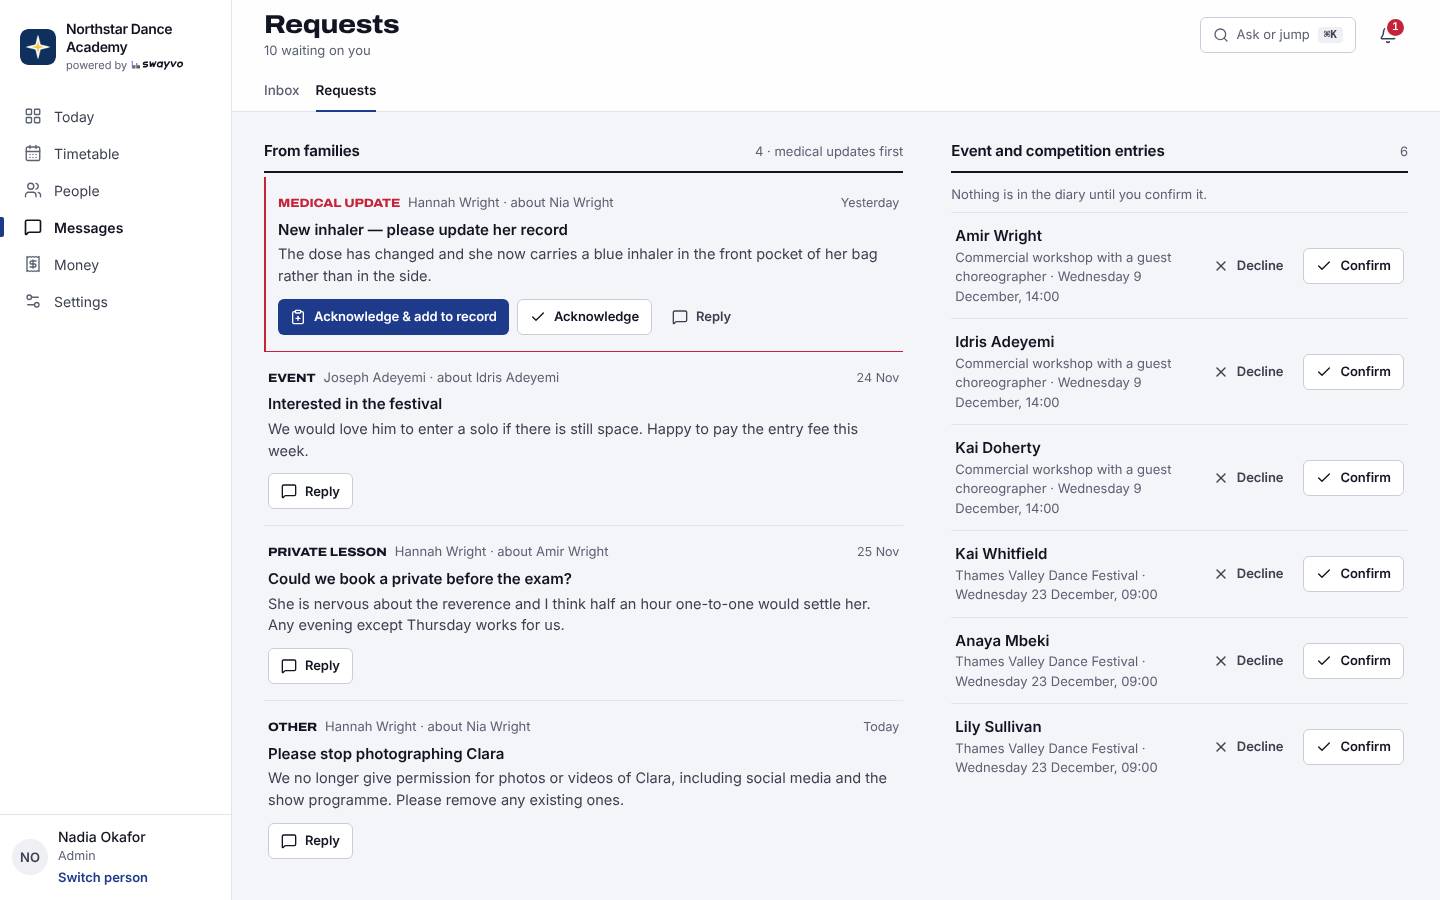 Northstar Dance
Academy
powered by swayvo
Today
Timetable
People
Messages
Money
Settings
NO
Nadia Okafor
Admin
Switch person
Requests
10 waiting on you
Ask or jump ⌘K
1
Inbox Requests
From families 4 · medical updates first
MEDICAL UPDATE Hannah Wright · about Nia Wright Yesterday
New inhaler — please update her record
The dose has changed and she now carries a blue inhaler in the front pocket of her bag
rather than in the side.
Acknowledge & add to record Acknowledge Reply
EVENT Joseph Adeyemi · about Idris Adeyemi 24 Nov
Interested in the festival
We would love him to enter a solo if there is still space. Happy to pay the entry fee this
week.
Reply
PRIVATE LESSON Hannah Wright · about Amir Wright 25 Nov
Could we book a private before the exam?
She is nervous about the reverence and I think half an hour one-to-one would settle her.
Any evening except Thursday works for us.
Reply
OTHER Hannah Wright · about Nia Wright Today
Please stop photographing Clara
We no longer give permission for photos or videos of Clara, including social media and the
show programme. Please remove any existing ones.
Reply
Event and competition entries 6
Nothing is in the diary until you confirm it.
Amir Wright
Commercial workshop with a guest
choreographer · Wednesday 9
December, 14:00
Decline Confirm
Idris Adeyemi
Commercial workshop with a guest
choreographer · Wednesday 9
December, 14:00
Decline Confirm
Kai Doherty
Commercial workshop with a guest
choreographer · Wednesday 9
December, 14:00
Decline Confirm
Kai Whitfield
Thames Valley Dance Festival ·
Wednesday 23 December, 09:00
Decline Confirm
Anaya Mbeki
Thames Valley Dance Festival ·
Wednesday 23 December, 09:00
Decline Confirm
Lily Sullivan
Thames Valley Dance Festival ·
Wednesday 23 December, 09:00
Decline Confirm